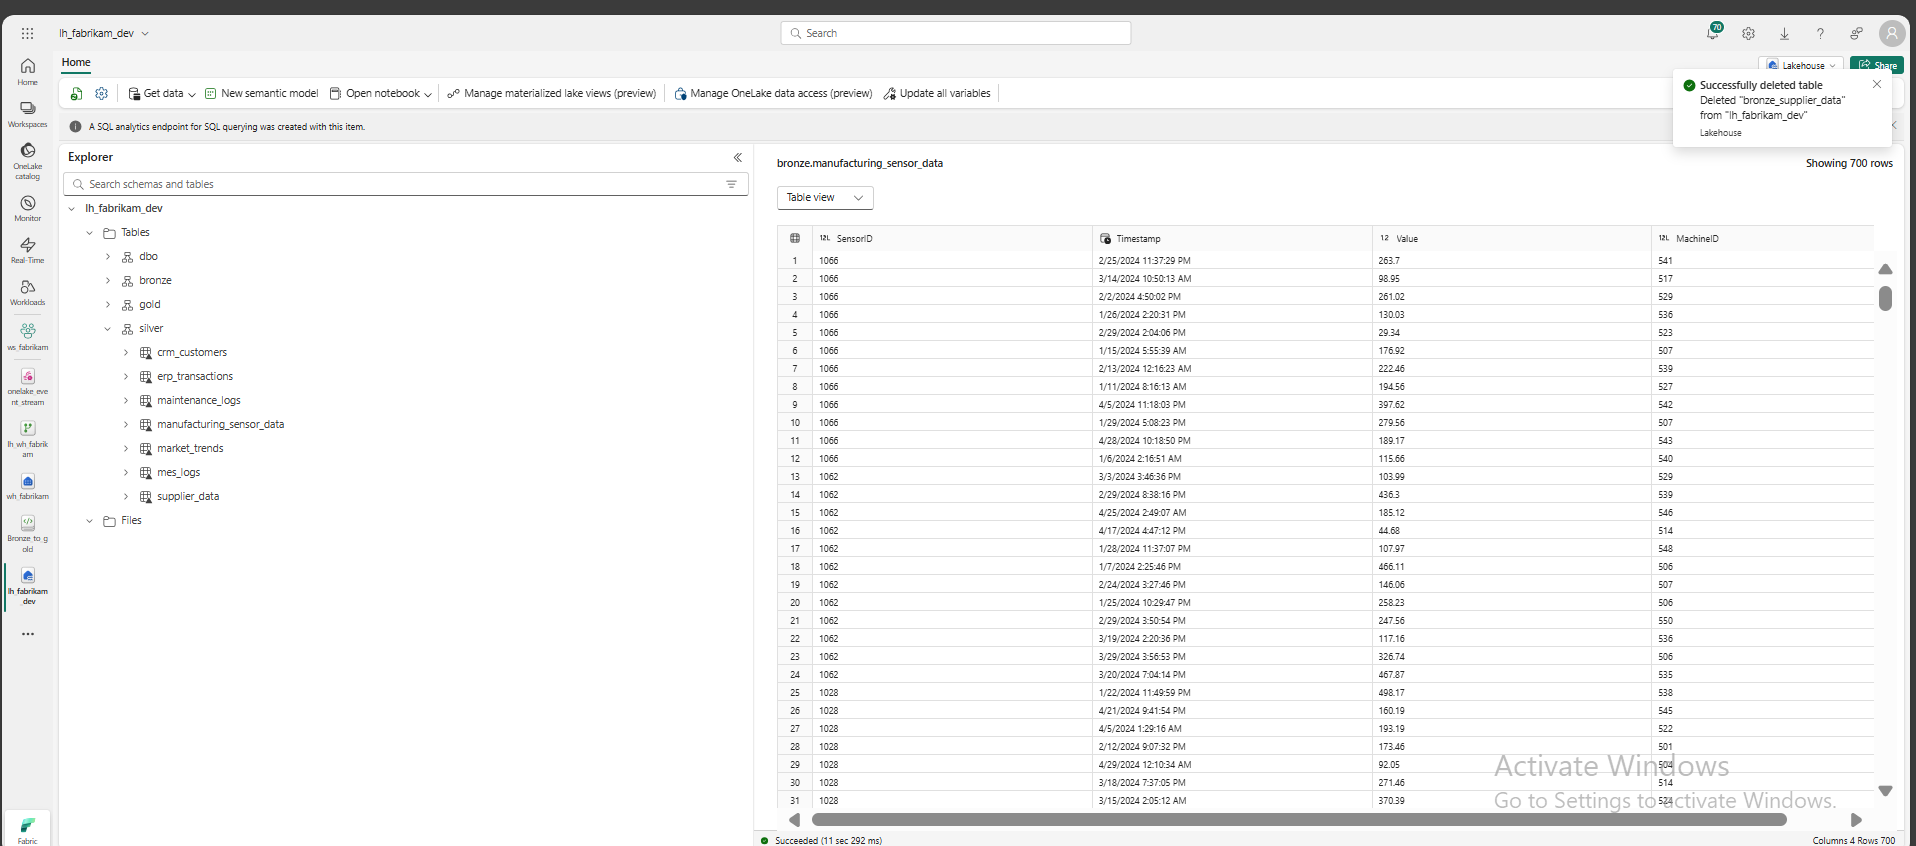 lh_fabrikam_dev
Search
70
Home
Home
Lakehouse
Share
Get data
New semantic model
Open notebook
Manage materialized lake views (preview)
Manage OneLake data access (preview)
Update all variables
Successfully deleted table
Deleted "bronze_supplier_data"
from "lh_fabrikam_dev"
Lakehouse
A SQL analytics endpoint for SQL querying was created with this item.
Workspaces
OneLake
catalog
Monitor
Real-Time
Workloads
ws_fabrikam
onelake_eve
nt_stream
lh_wh_fabrik
am
wh_fabrikam
Bronze_to_g
old
lh_fabrikam
_dev
Fabric
Explorer
Search schemas and tables
lh_fabrikam_dev
Tables
dbo
bronze
gold
silver
crm_customers
erp_transactions
maintenance_logs
manufacturing_sensor_data
market_trends
mes_logs
supplier_data
Files
bronze.manufacturing_sensor_data
Showing 700 rows
Table view
12L SensorID Timestamp 12 Value 12L MachineID
1 1066 2/25/2024 11:37:29 PM 263.7 541
2 1066 3/14/2024 10:50:13 AM 98.95 517
3 1066 2/2/2024 4:50:02 PM 261.02 529
4 1066 1/26/2024 2:20:31 PM 130.03 536
5 1066 2/29/2024 2:04:06 PM 29.34 523
6 1066 1/15/2024 5:55:39 AM 176.92 507
7 1066 2/13/2024 12:16:23 AM 222.46 539
8 1066 1/11/2024 8:16:13 AM 194.56 527
9 1066 4/5/2024 11:18:03 PM 397.62 542
10 1066 1/29/2024 5:08:23 PM 279.56 507
11 1066 4/28/2024 10:18:50 PM 189.17 543
12 1066 1/6/2024 2:16:51 AM 115.66 540
13 1062 3/3/2024 3:46:36 PM 103.99 529
14 1062 2/29/2024 8:38:16 PM 436.3 539
15 1062 4/25/2024 2:49:07 AM 185.12 546
16 1062 4/17/2024 4:47:12 PM 44.68 514
17 1062 1/28/2024 11:37:07 PM 107.97 548
18 1062 1/7/2024 2:25:46 PM 466.11 506
19 1062 2/24/2024 3:27:46 PM 146.06 507
20 1062 1/25/2024 10:29:47 PM 258.23 506
21 1062 2/29/2024 3:50:54 PM 247.56 550
22 1062 3/19/2024 2:20:36 PM 117.16 536
23 1062 3/29/2024 3:56:53 PM 326.74 506
24 1062 3/20/2024 7:04:14 PM 467.87 535
25 1028 1/22/2024 11:49:59 PM 498.17 538
26 1028 4/21/2024 9:41:54 PM 160.19 545
27 1028 4/5/2024 1:29:16 AM 193.19 522
28 1028 2/12/2024 9:07:32 PM 173.46 501
29 1028 4/29/2024 12:10:34 AM 92.05 504
30 1028 3/18/2024 7:37:05 PM 271.46 514
31 1028 3/15/2024 2:05:12 AM 370.39 524
Activate Windows
Go to Settings to activate Windows.
Succeeded (11 sec 292 ms)
Columns 4 Rows 700